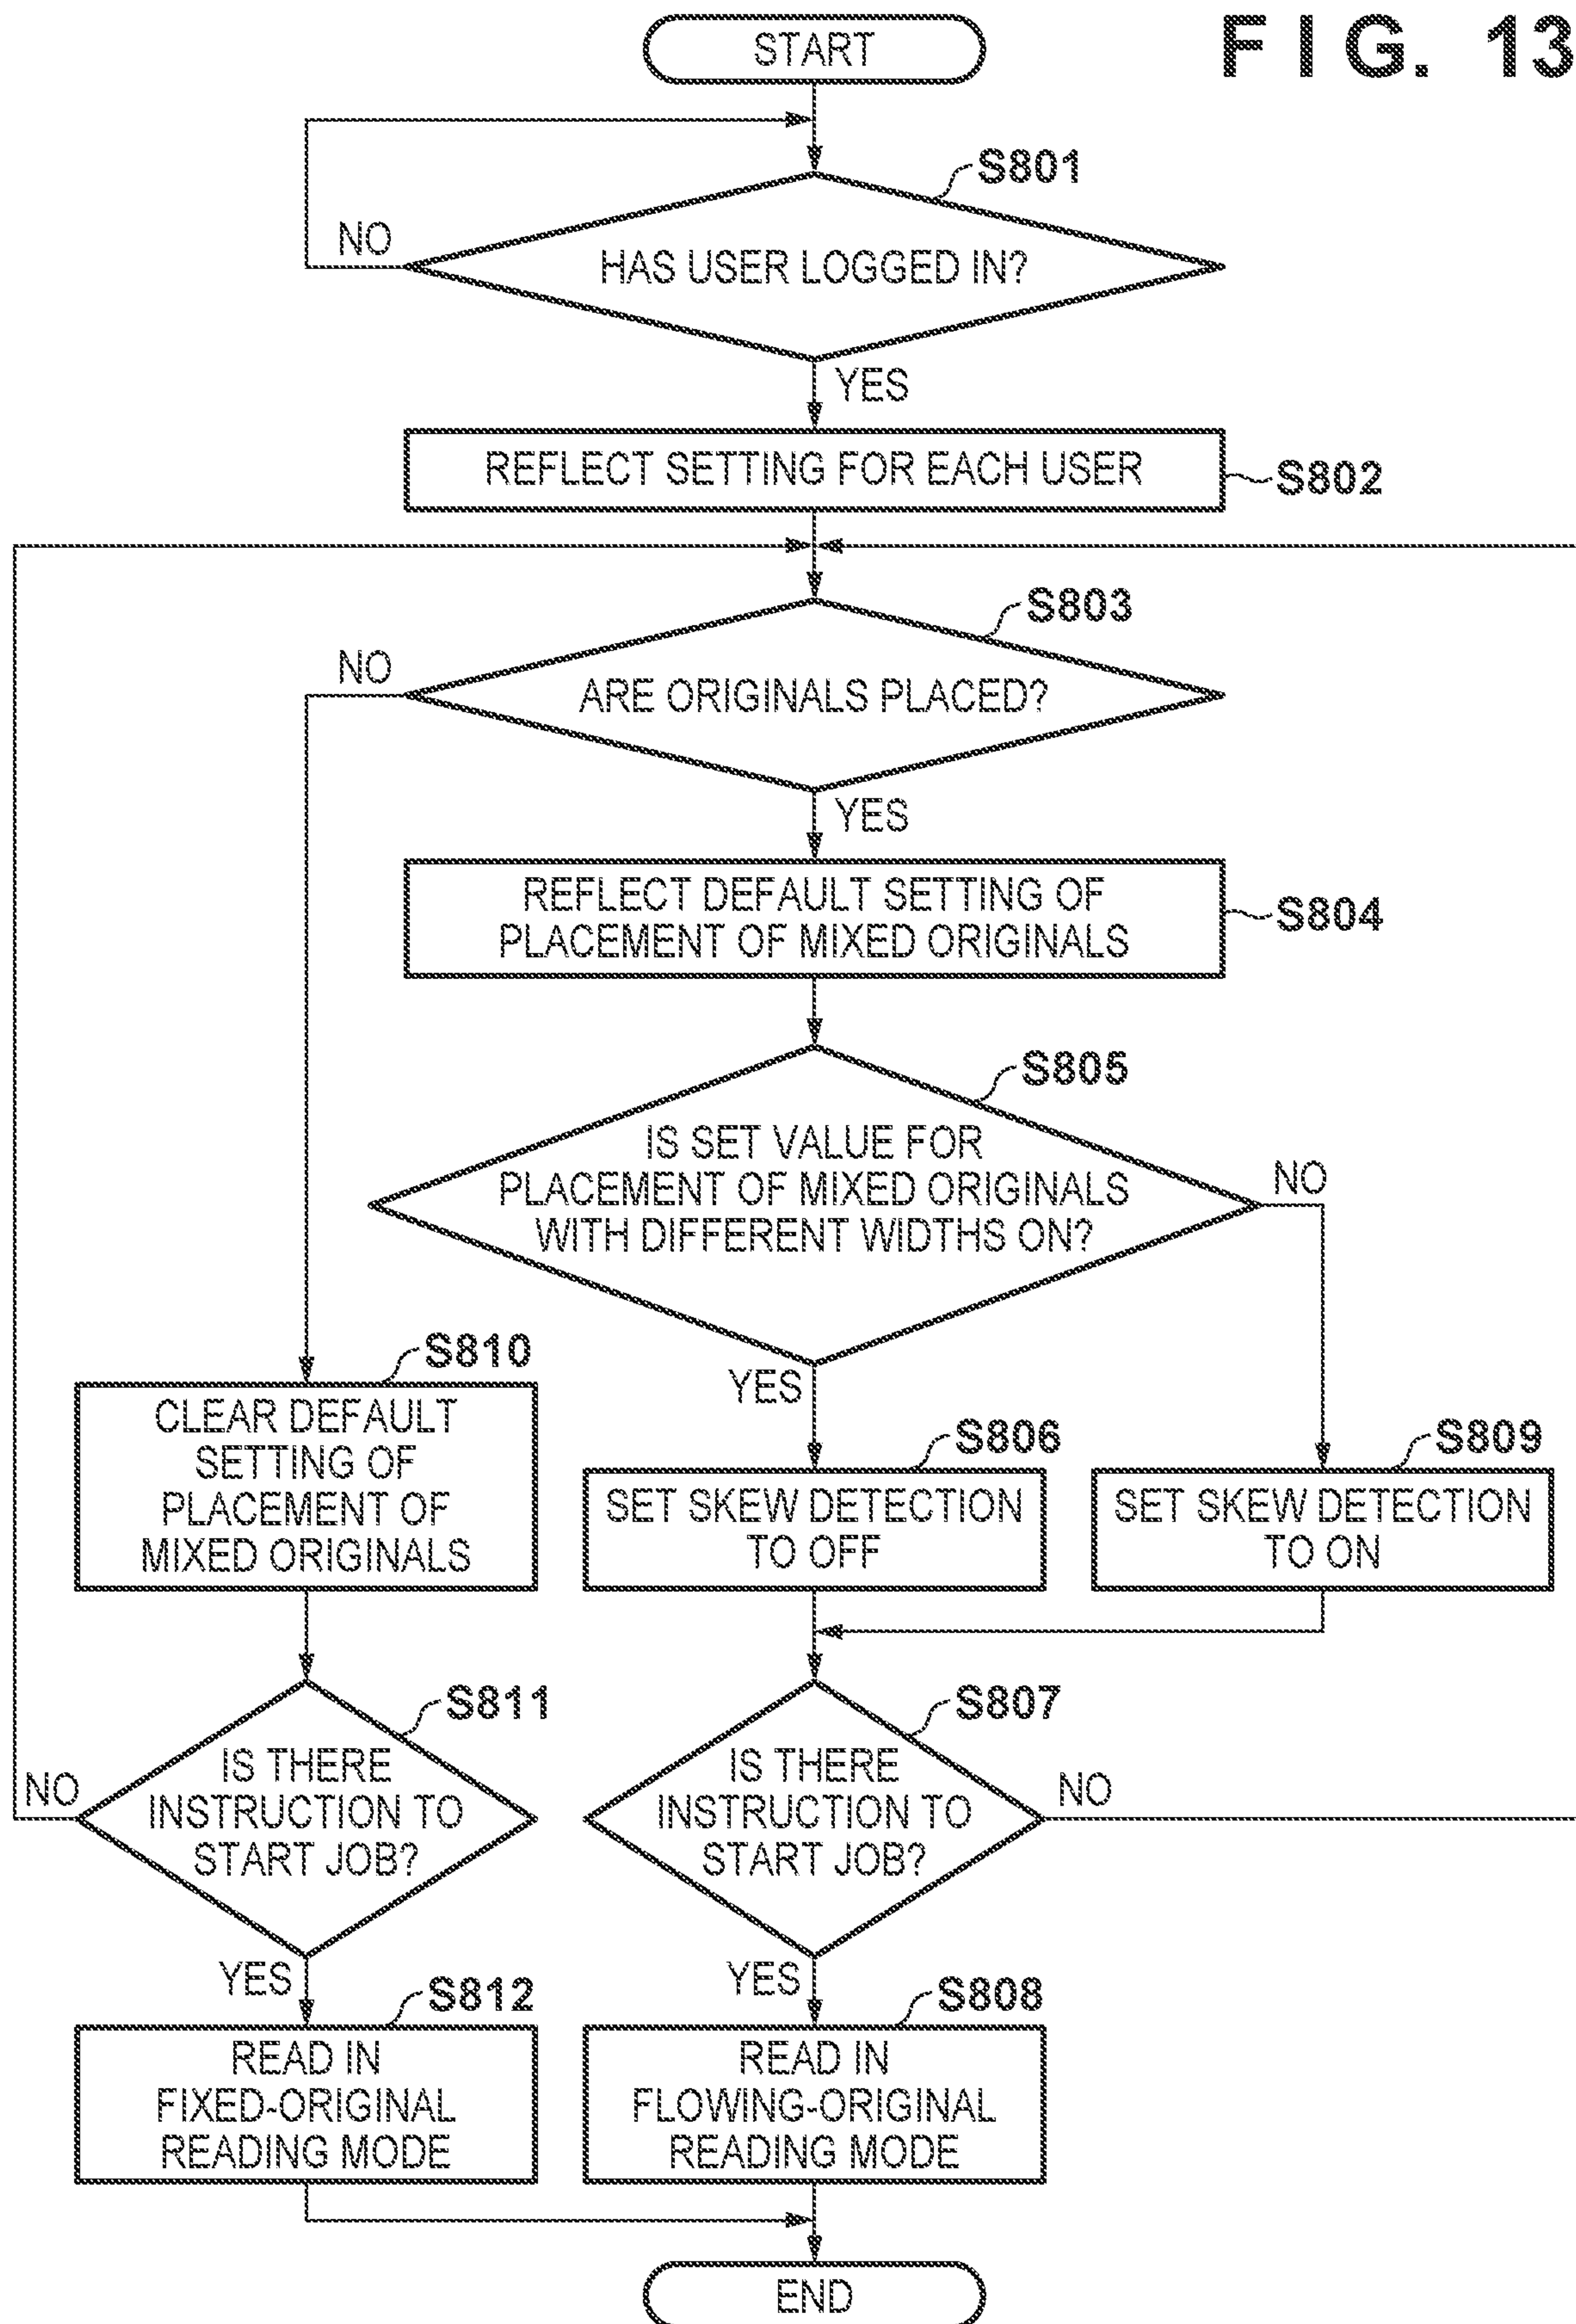 START
FIG. 13
S801
NO
HAS USER LOGGED IN?
YES
REFLECT SETTING FOR EACH USER
S802
S803
NO
ARE ORIGINALS PLACED?
YES
REFLECT DEFAULT SETTING OF
PLACEMENT OF MIXED ORIGINALS
S804
S805
IS SET VALUE FOR
PLACEMENT OF MIXED ORIGINALS
WITH DIFFERENT WIDTHS ON?
NO
YES
S810
CLEAR DEFAULT
SETTING OF
PLACEMENT OF
MIXED ORIGINALS
S806
SET SKEW DETECTION
TO OFF
S809
SET SKEW DETECTION
TO ON
S811
IS THERE
INSTRUCTION TO
START JOB?
NO
YES
S807
IS THERE
INSTRUCTION TO
START JOB?
NO
YES
S812
READ IN
FIXED-ORIGINAL
READING MODE
S808
READ IN
FLOWING-ORIGINAL
READING MODE
END